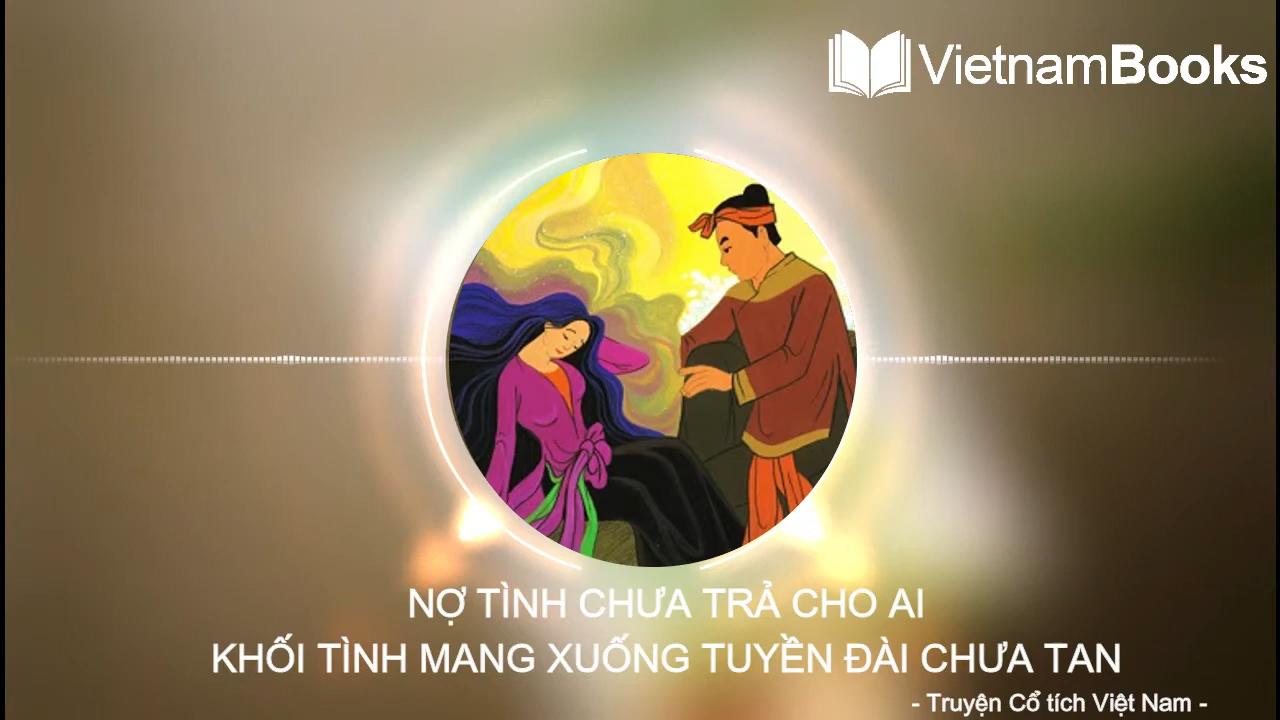 VietnamBooks
NỢ TÌNH CHƯA TRẢ CHO AI
KHỐI TÌNH MANG XUỐNG TUYỀN ĐÀI CHƯA TAN
- Truyện Cổ tích Việt Nam -